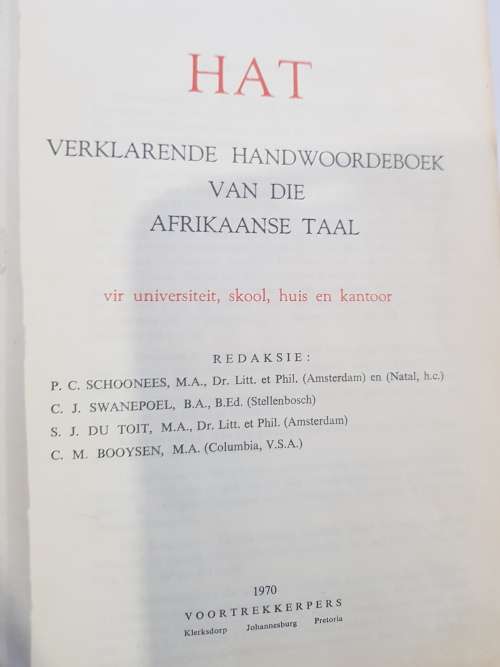 HAT
VERKLARENDE HANDWOORDEBOEK
VAN DIE
AFRIKAANSE TAAL
vir universiteit, skool, huis en kantoor
REDAKSIE:
P. C. SCHOONEES, M.A., Dr. Litt. et Phil. (Amsterdam) en (Natal, h.c.)
C. J. SWANEPOEL, B.A., B.Ed. (Stellenbosch)
S. J. DU TOIT, M.A., Dr. Litt. et Phil. (Amsterdam)
C. M. BOOYSEN, M.A. (Columbia, V.S.A.)
1970
VOORTREKKERPERS
Klerksdorp Johannesburg Pretoria